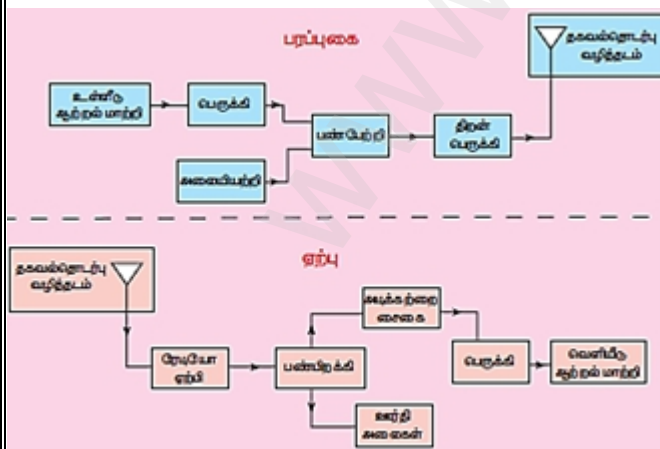 பரப்புகை
தகவல்தொடர்பு
வழித்தடம்
உள்ளீடு
ஆற்றல் மாற்றி
பெருக்கி
பண்பேற்றி
திறன்
பெருக்கி
அலையியற்றி
ஏற்பு
தகவல்தொடர்பு
வழித்தடம்
ரேடியோ
ஏற்பி
பண்பிறக்கி
அடிக்கற்றை
சைகை
பெருக்கி
வெளியீடு
ஆற்றல் மாற்றி
ஊர்தி
அலைகள்